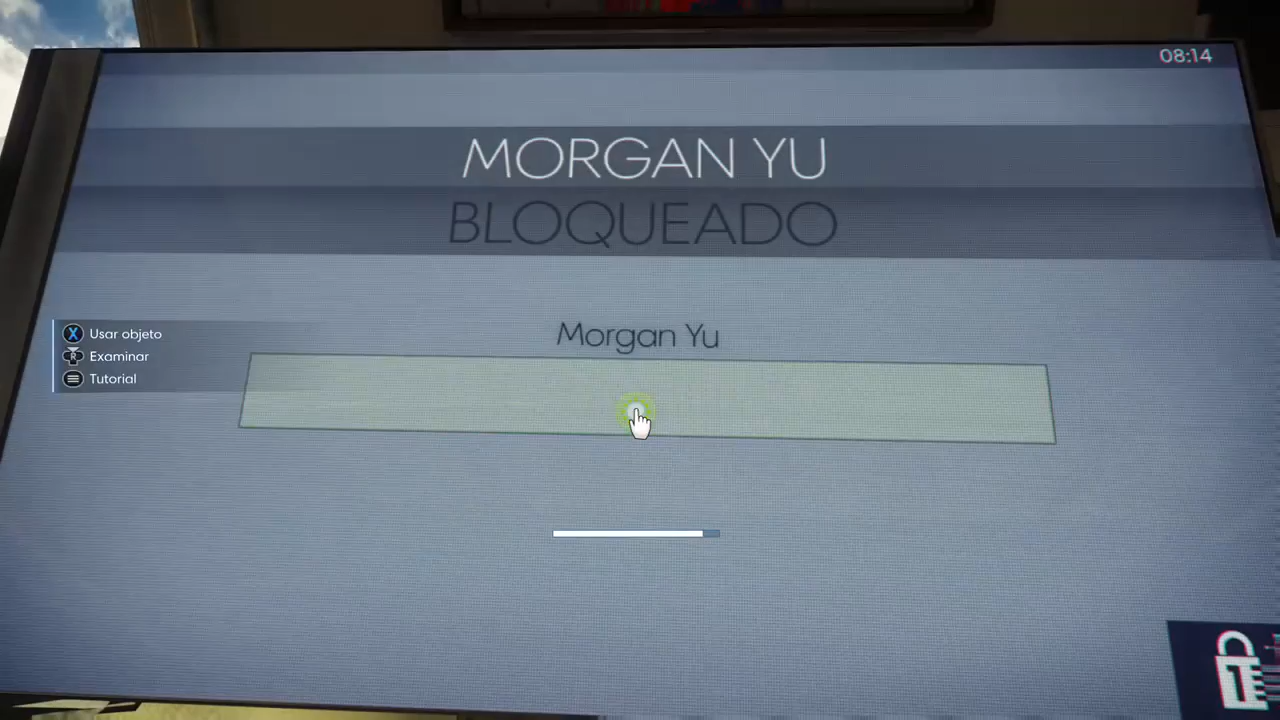 08:14
MORGAN YU
BLOQUEADO
Morgan Yu
X Usar objeto
R Examinar
Tutorial